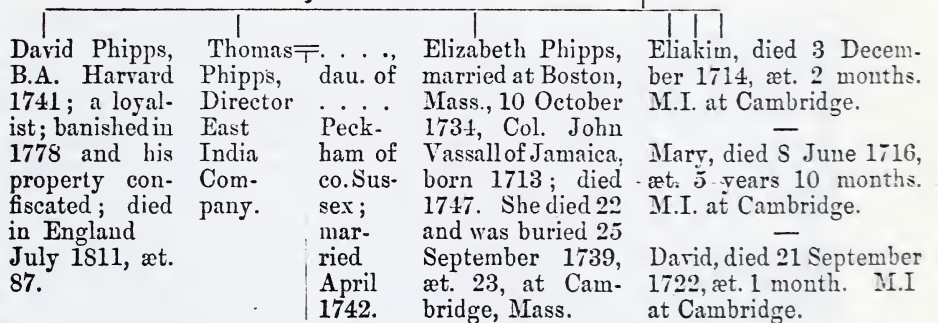 David Phipps,
B.A. Harvard
1741; a loyal-
ist; banished in
1778 and his
property con-
fiscated; died
in England
July 1811, æt.
87.
Thomas=. . . .,
Phipps,
Director
East
India
Com-
pany.
dau. of
. . . .
Peck-
ham of
co. Sus-
sex;
mar-
ried
April
1742.
Elizabeth Phipps,
married at Boston,
Mass., 10 October
1734, Col. John
Vassall of Jamaica,
born 1713; died
1747. She died 22
and was buried 25
September 1739,
æt. 23, at Cam-
bridge, Mass.
Eliakim, died 3 Decem-
ber 1714, æt. 2 months.
M.I. at Cambridge.
—
Mary, died 8 June 1716,
æt. 5 years 10 months.
M.I. at Cambridge.
—
David, died 21 September
1722, æt. 1 month. M.I
at Cambridge.